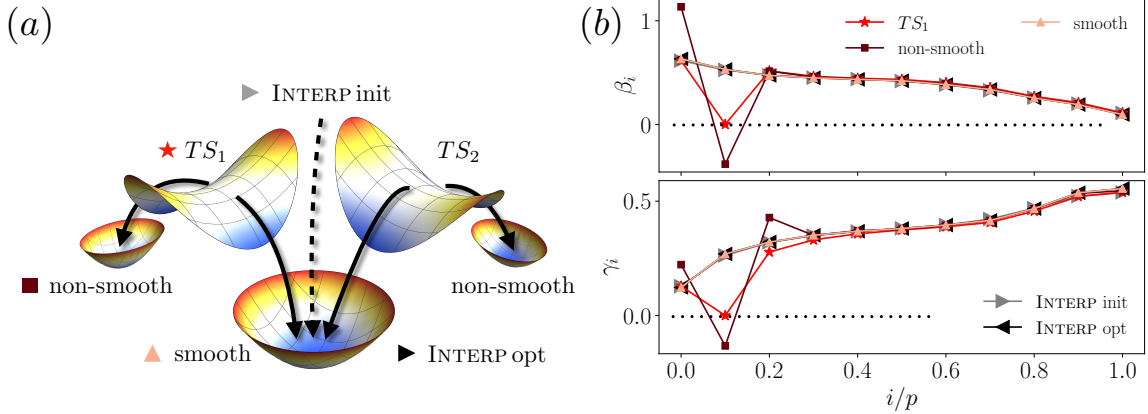 (a)
INTERP init
TS₁
TS₂
non-smooth
non-smooth
smooth
INTERP opt
(b)
TS₁
smooth
non-smooth
1
0
βᵢ
0.5
0.0
γᵢ
INTERP init
INTERP opt
0.0 0.2 0.4 0.6 0.8 1.0
i/p